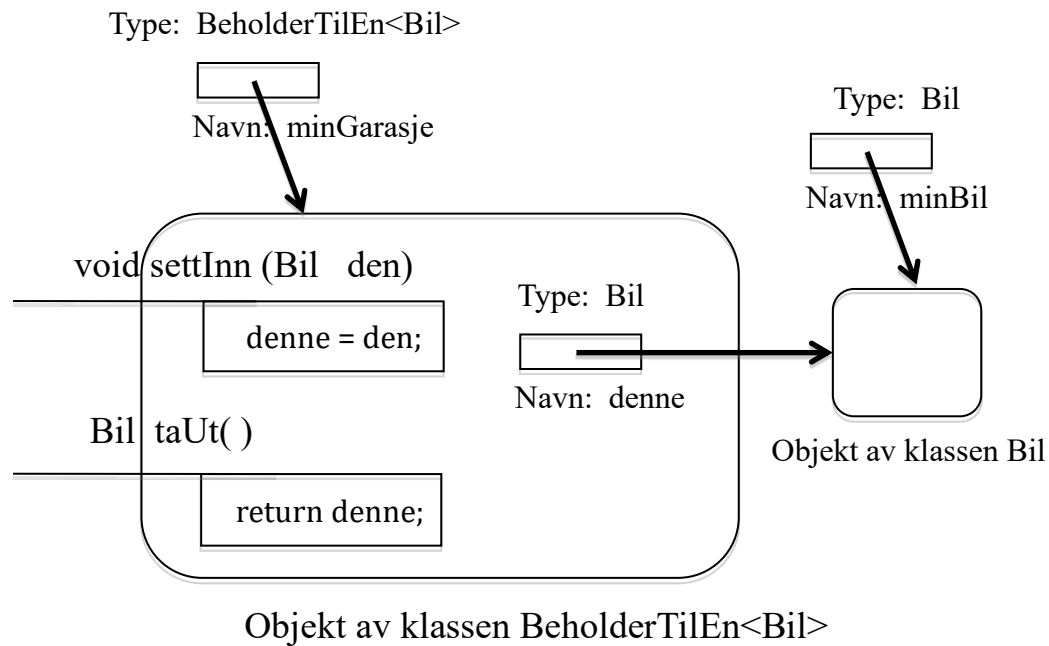 Type: BeholderTilEn<Bil>
Navn: minGarasje
Type: Bil
Navn: minBil
void settInn (Bil den)
denne = den;
Type: Bil
Navn: denne
Bil taUt( )
return denne;
Objekt av klassen Bil
Objekt av klassen BeholderTilEn<Bil>